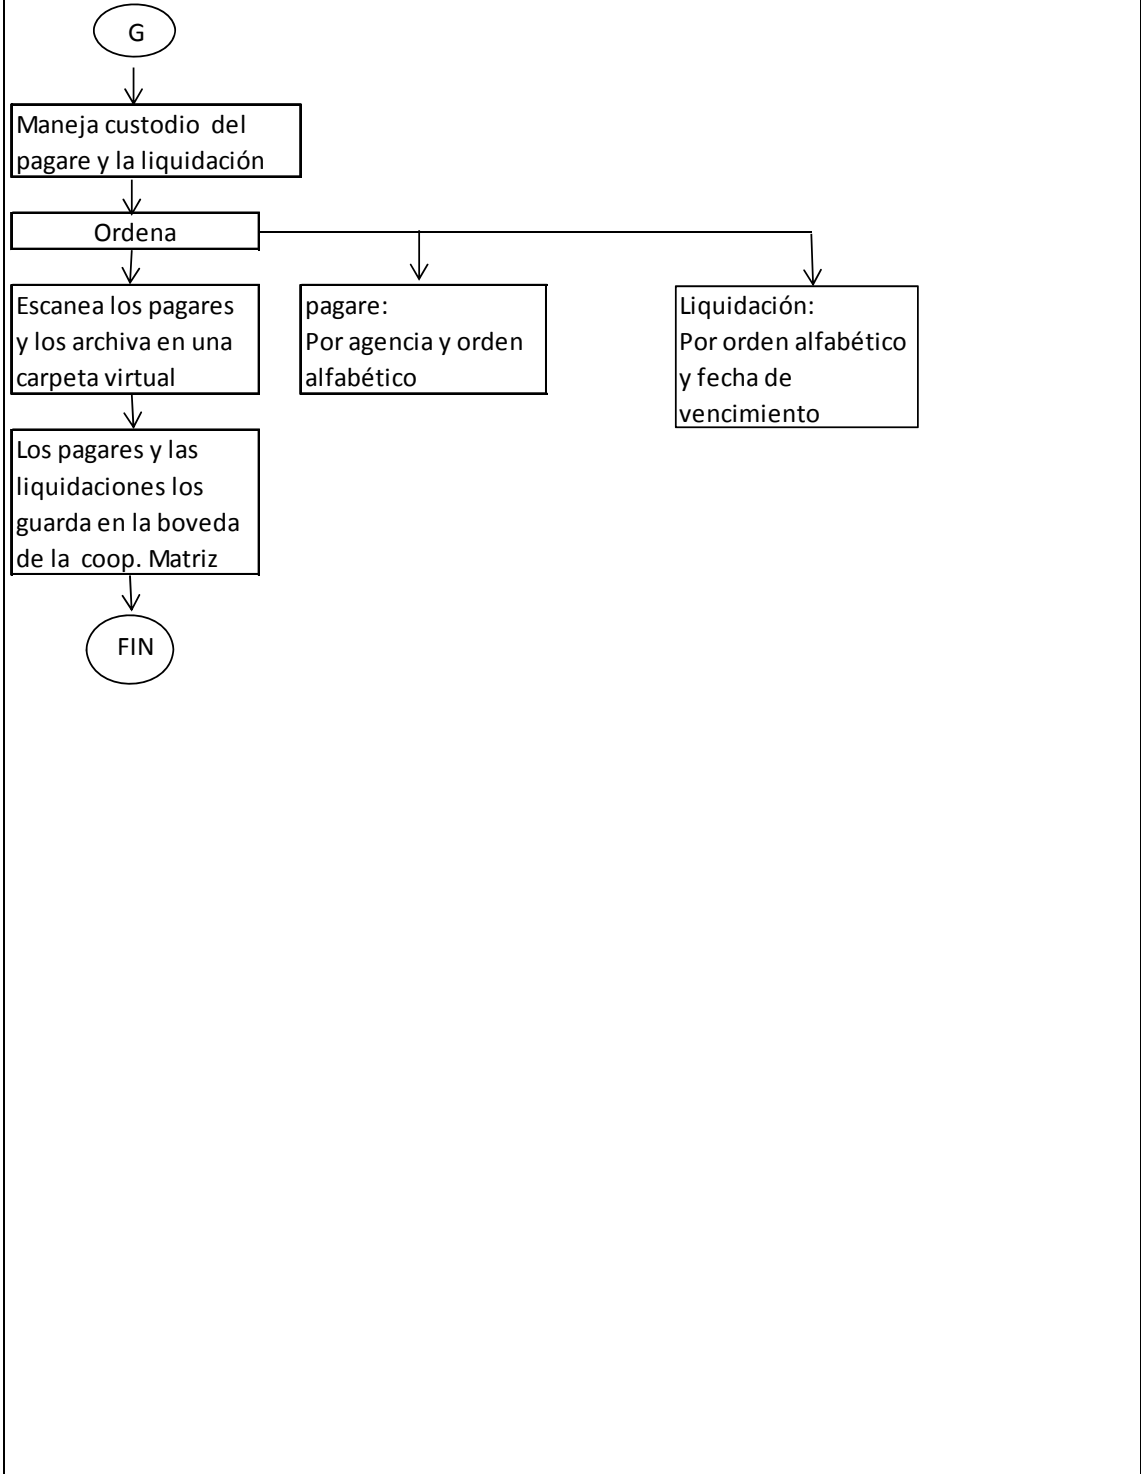 G
Maneja custodio del
pagare y la liquidación
Ordena
Escanea los pagares
y los archiva en una
carpeta virtual
pagare:
Por agencia y orden
alfabético
Liquidación:
Por orden alfabético
y fecha de
vencimiento
Los pagares y las
liquidaciones los
guarda en la boveda
de la coop. Matriz
FIN